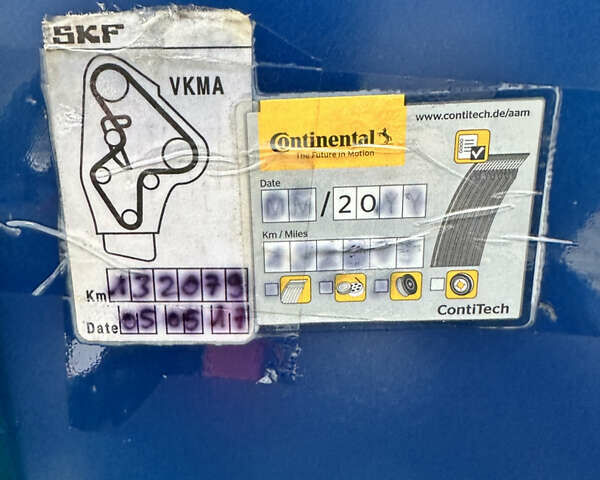 SKF
VKMA
Km 132079
Date 05 05 17
Continental
The Future in Motion
www.contitech.de/aam
Date
/20
Km / Miles
ContiTech